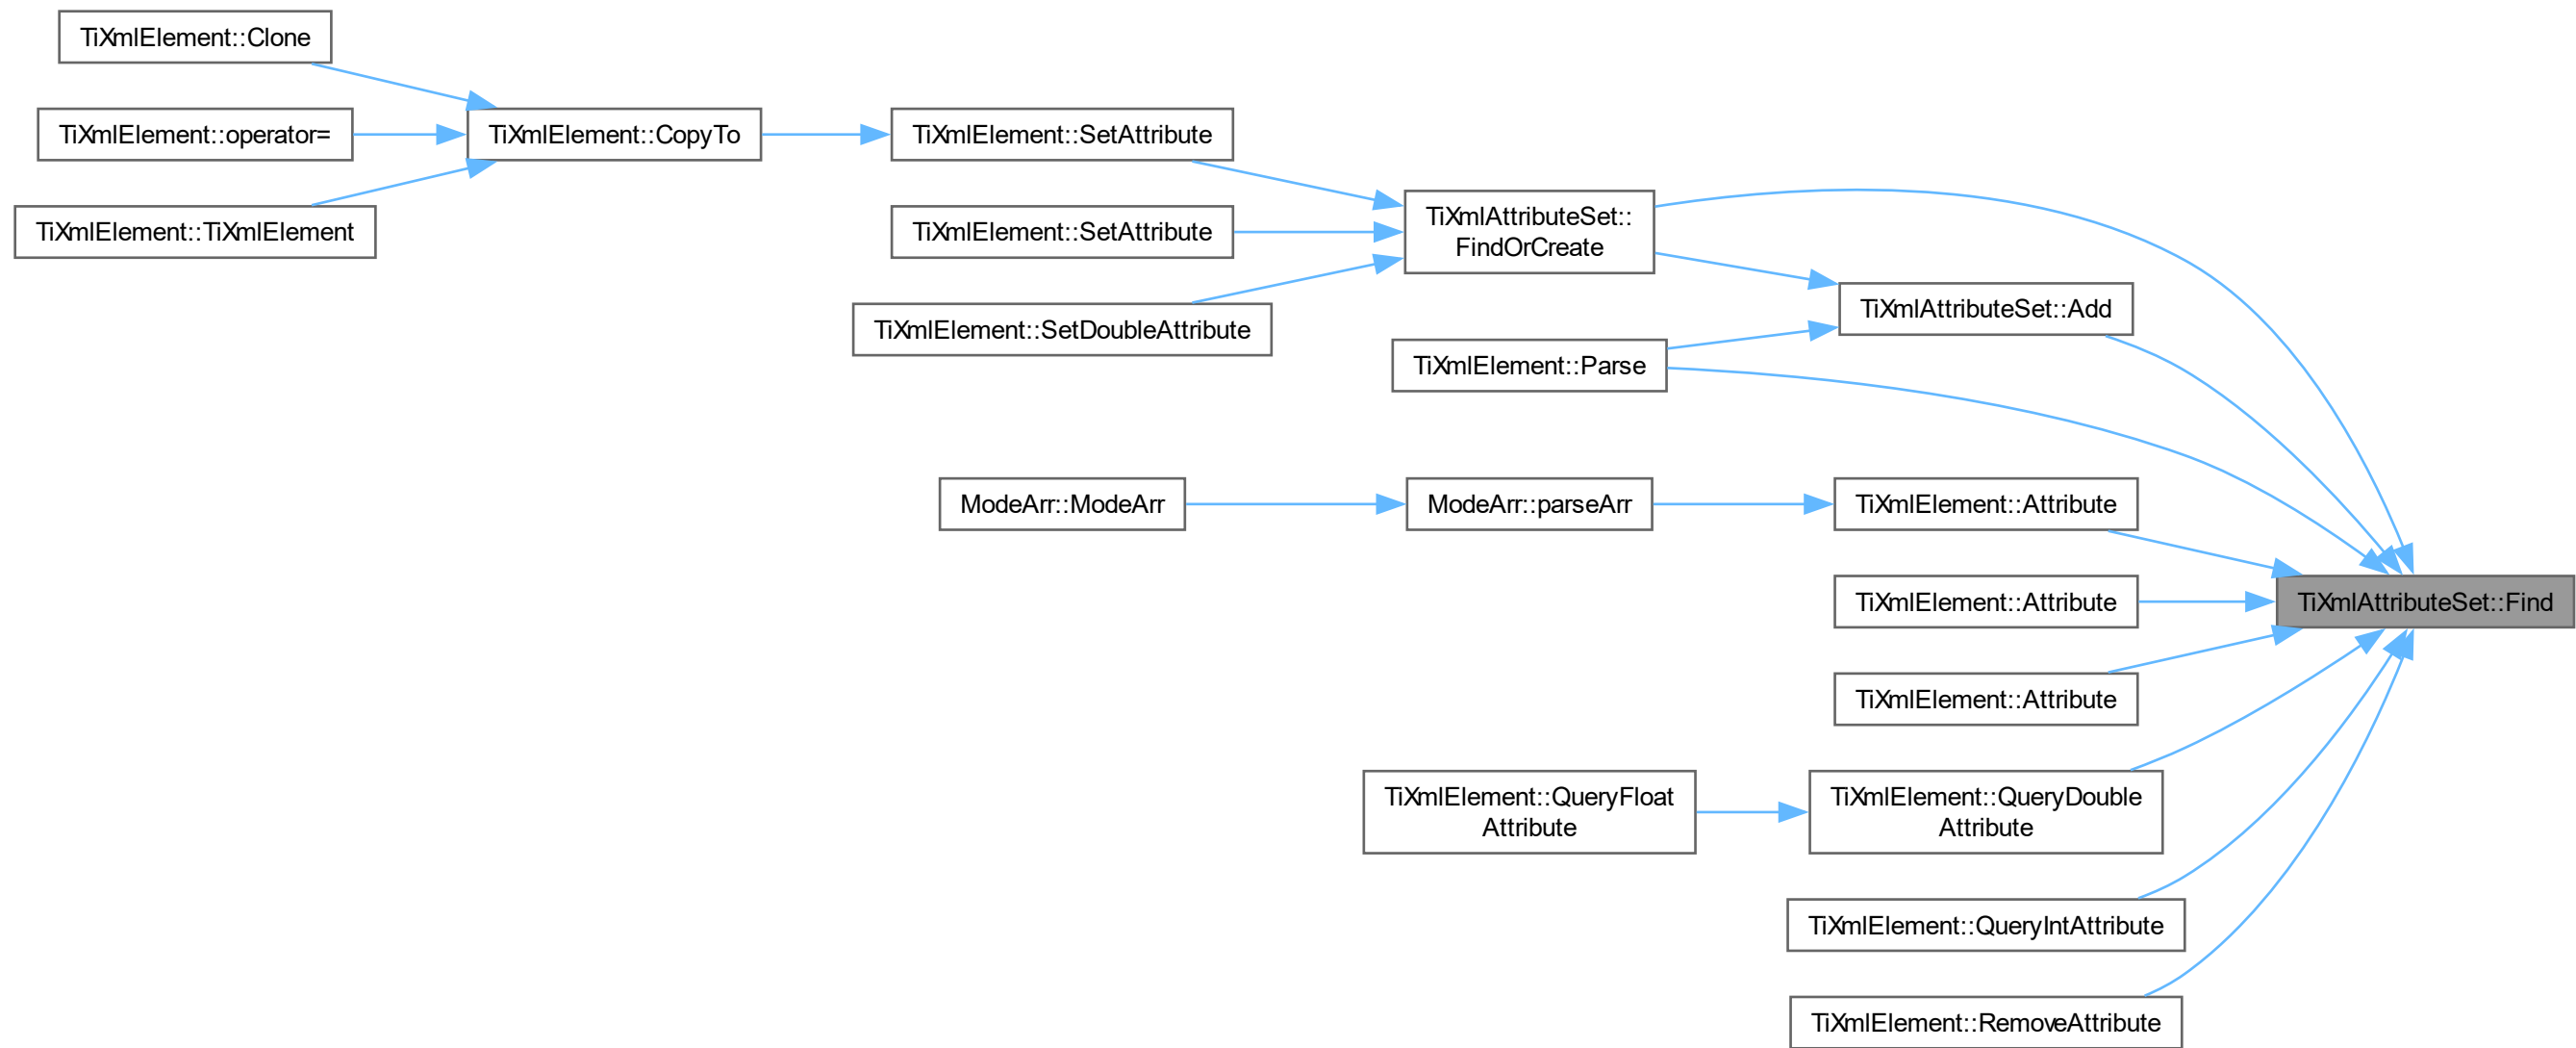 TiXmlElement::Clone
TiXmlElement::operator=
TiXmlElement::CopyTo
TiXmlElement::SetAttribute
TiXmlElement::TiXmlElement
TiXmlElement::SetAttribute
TiXmlAttributeSet::
FindOrCreate
TiXmlElement::SetDoubleAttribute
TiXmlAttributeSet::Add
TiXmlElement::Parse
ModeArr::ModeArr
ModeArr::parseArr
TiXmlElement::Attribute
TiXmlElement::Attribute
TiXmlAttributeSet::Find
TiXmlElement::Attribute
TiXmlElement::QueryFloat
Attribute
TiXmlElement::QueryDouble
Attribute
TiXmlElement::QueryIntAttribute
TiXmlElement::RemoveAttribute